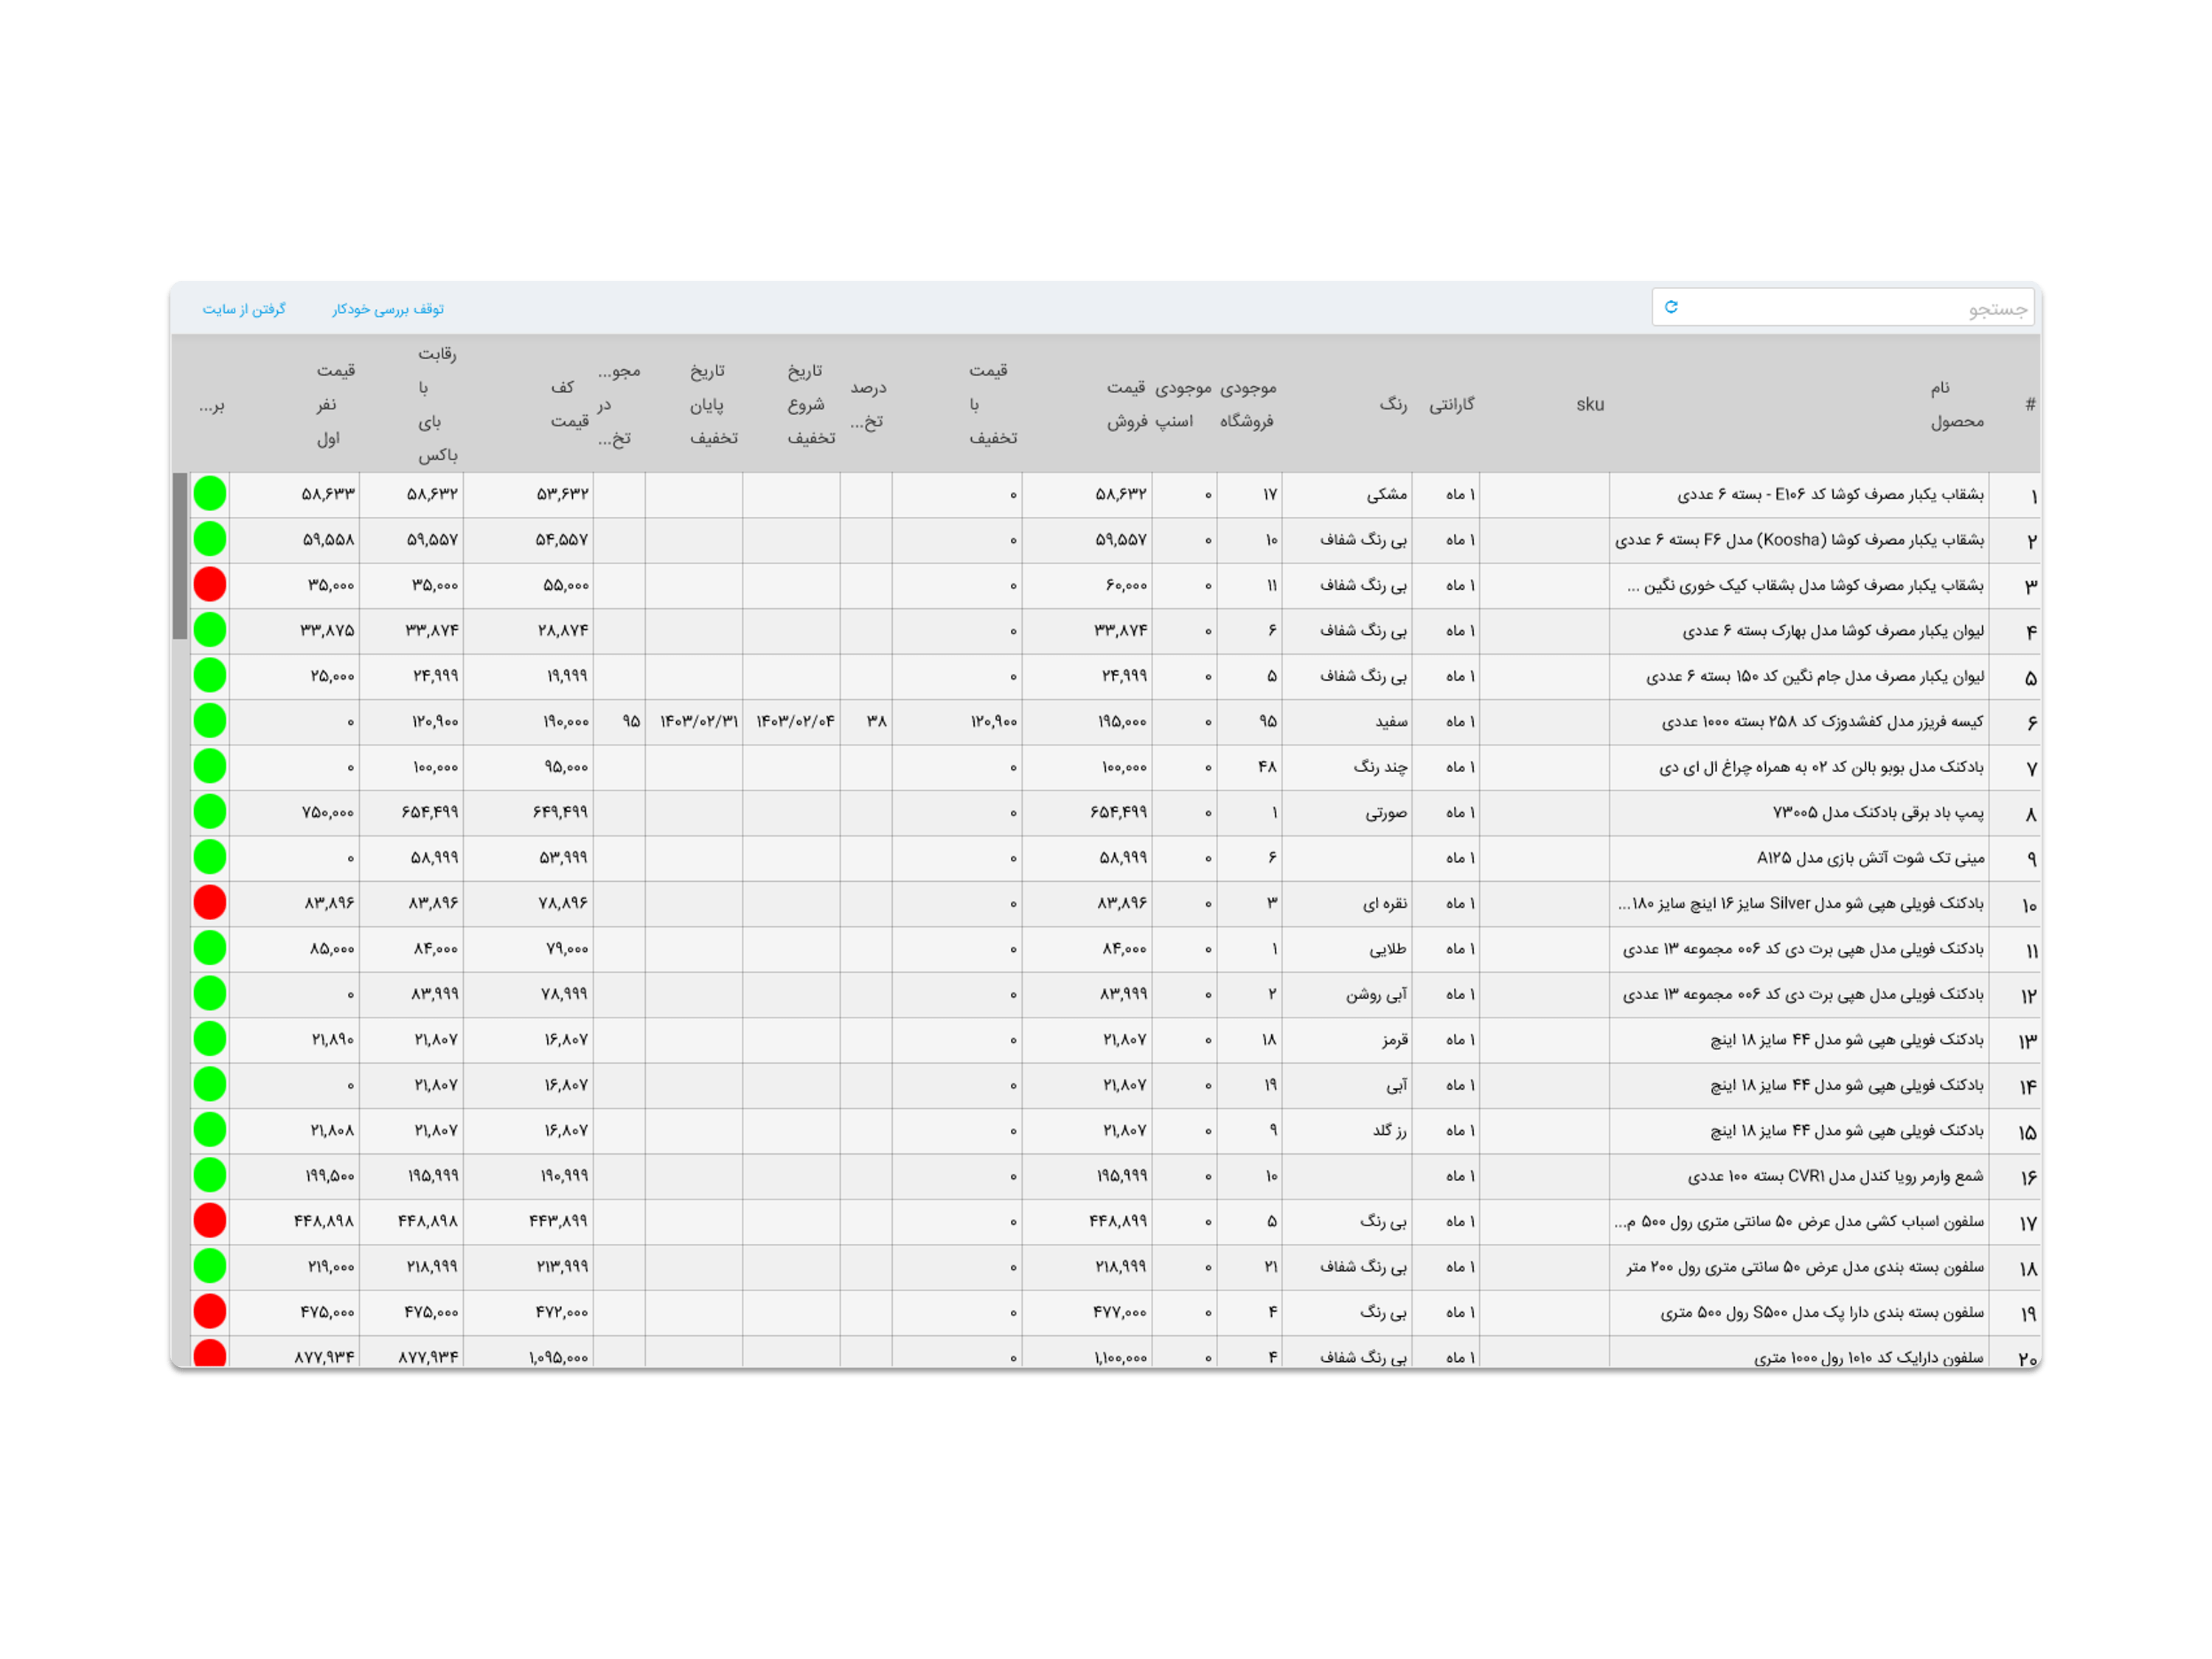 جستجو
توقف بررسی خودکار
گرفتن از سایت
# نام محصول sku گارانتی رنگ موجودی فروشگاه موجودی اسنپ قیمت فروش قیمت با تخفیف درصد تخ... تاریخ شروع تخفیف تاریخ پایان تخفیف مجو... در تخ... کف قیمت رقابت با بای باکس قیمت نفر اول بر...
۱ بشقاب یکبار مصرف کوشا کد E۱۰۶ - بسته ۶ عددی ۱ ماه مشکی ۱۷ ۰ ۵۸,۶۳۲ ۰ ۵۳,۶۳۲ ۵۸,۶۳۲ ۵۸,۶۳۳
۲ بشقاب یکبار مصرف کوشا (Koosha) مدل F۶ بسته ۶ عددی ۱ ماه بی رنگ شفاف ۱۰ ۰ ۵۹,۵۵۷ ۰ ۵۴,۵۵۷ ۵۹,۵۵۷ ۵۹,۵۵۸
۳ بشقاب یکبار مصرف کوشا مدل بشقاب کیک خوری نگین ... ۱ ماه بی رنگ شفاف ۱۱ ۰ ۶۰,۰۰۰ ۰ ۵۵,۰۰۰ ۳۵,۰۰۰ ۳۵,۰۰۰
۴ لیوان یکبار مصرف کوشا مدل بهارک بسته ۶ عددی ۱ ماه بی رنگ شفاف ۶ ۰ ۳۳,۸۷۴ ۰ ۲۸,۸۷۴ ۳۳,۸۷۴ ۳۳,۸۷۵
۵ لیوان یکبار مصرف مدل جام نگین کد ۱۵۰ بسته ۶ عددی ۱ ماه بی رنگ شفاف ۵ ۰ ۲۴,۹۹۹ ۰ ۱۹,۹۹۹ ۲۴,۹۹۹ ۲۵,۰۰۰
۶ کیسه فریزر مدل کفشدوزک کد ۲۵۸ بسته ۱۰۰۰ عددی ۱ ماه سفید ۹۵ ۰ ۱۹۵,۰۰۰ ۱۲۰,۹۰۰ ۳۸ ۱۴۰۳/۰۲/۰۴ ۱۴۰۳/۰۲/۳۱ ۹۵ ۱۹۰,۰۰۰ ۱۲۰,۹۰۰ ۰
۷ بادکنک مدل بوبو بالن کد ۰۲ به همراه چراغ ال ای دی ۱ ماه چند رنگ ۴۸ ۰ ۱۰۰,۰۰۰ ۰ ۹۵,۰۰۰ ۱۰۰,۰۰۰ ۰
۸ پمپ باد برقی بادکنک مدل ۷۳۰۰۵ ۱ ماه صورتی ۱ ۰ ۶۵۴,۴۹۹ ۰ ۶۴۹,۴۹۹ ۶۵۴,۴۹۹ ۷۵۰,۰۰۰
۹ مینی تک شوت آتش بازی مدل A۱۲۵ ۱ ماه ۶ ۰ ۵۸,۹۹۹ ۰ ۵۳,۹۹۹ ۵۸,۹۹۹ ۰
۱۰ بادکنک فویلی هپی شو مدل Silver سایز ۱۶ اینچ سایز ۱۸۰... ۱ ماه نقره ای ۳ ۰ ۸۳,۸۹۶ ۰ ۷۸,۸۹۶ ۸۳,۸۹۶ ۸۳,۸۹۶
۱۱ بادکنک فویلی مدل هپی برت دی کد ۰۰۶ مجموعه ۱۳ عددی ۱ ماه طلایی ۱ ۰ ۸۴,۰۰۰ ۰ ۷۹,۰۰۰ ۸۴,۰۰۰ ۸۵,۰۰۰
۱۲ بادکنک فویلی مدل هپی برت دی کد ۰۰۶ مجموعه ۱۳ عددی ۱ ماه آبی روشن ۲ ۰ ۸۳,۹۹۹ ۰ ۷۸,۹۹۹ ۸۳,۹۹۹ ۰
۱۳ بادکنک فویلی هپی شو مدل ۴۴ سایز ۱۸ اینچ ۱ ماه قرمز ۱۸ ۰ ۲۱,۸۰۷ ۰ ۱۶,۸۰۷ ۲۱,۸۰۷ ۲۱,۸۹۰
۱۴ بادکنک فویلی هپی شو مدل ۴۴ سایز ۱۸ اینچ ۱ ماه آبی ۱۹ ۰ ۲۱,۸۰۷ ۰ ۱۶,۸۰۷ ۲۱,۸۰۷ ۰
۱۵ بادکنک فویلی هپی شو مدل ۴۴ سایز ۱۸ اینچ ۱ ماه رز گلد ۹ ۰ ۲۱,۸۰۷ ۰ ۱۶,۸۰۷ ۲۱,۸۰۷ ۲۱,۸۰۸
۱۶ شمع وارمر رویا کندل مدل CVR۱ بسته ۱۰۰ عددی ۱ ماه ۱۰ ۰ ۱۹۵,۹۹۹ ۰ ۱۹۰,۹۹۹ ۱۹۵,۹۹۹ ۱۹۹,۵۰۰
۱۷ سلفون اسباب کشی مدل عرض ۵۰ سانتی متری رول ۵۰۰ م... ۱ ماه بی رنگ ۵ ۰ ۴۴۸,۸۹۹ ۰ ۴۴۳,۸۹۹ ۴۴۸,۸۹۸ ۴۴۸,۸۹۸
۱۸ سلفون بسته بندی مدل عرض ۵۰ سانتی متری رول ۲۰۰ متر ۱ ماه بی رنگ شفاف ۲۱ ۰ ۲۱۸,۹۹۹ ۰ ۲۱۳,۹۹۹ ۲۱۸,۹۹۹ ۲۱۹,۰۰۰
۱۹ سلفون بسته بندی دارا پک مدل S۵۰۰ رول ۵۰۰ متری ۱ ماه بی رنگ ۴ ۰ ۴۷۷,۰۰۰ ۰ ۴۷۲,۰۰۰ ۴۷۵,۰۰۰ ۴۷۵,۰۰۰
۲۰ سلفون داراپک کد ۱۰۱۰ رول ۱۰۰۰ متری ۱ ماه بی رنگ شفاف ۴ ۰ ۱,۱۰۰,۰۰۰ ۰ ۱,۰۹۵,۰۰۰ ۸۷۷,۹۳۴ ۸۷۷,۹۳۴